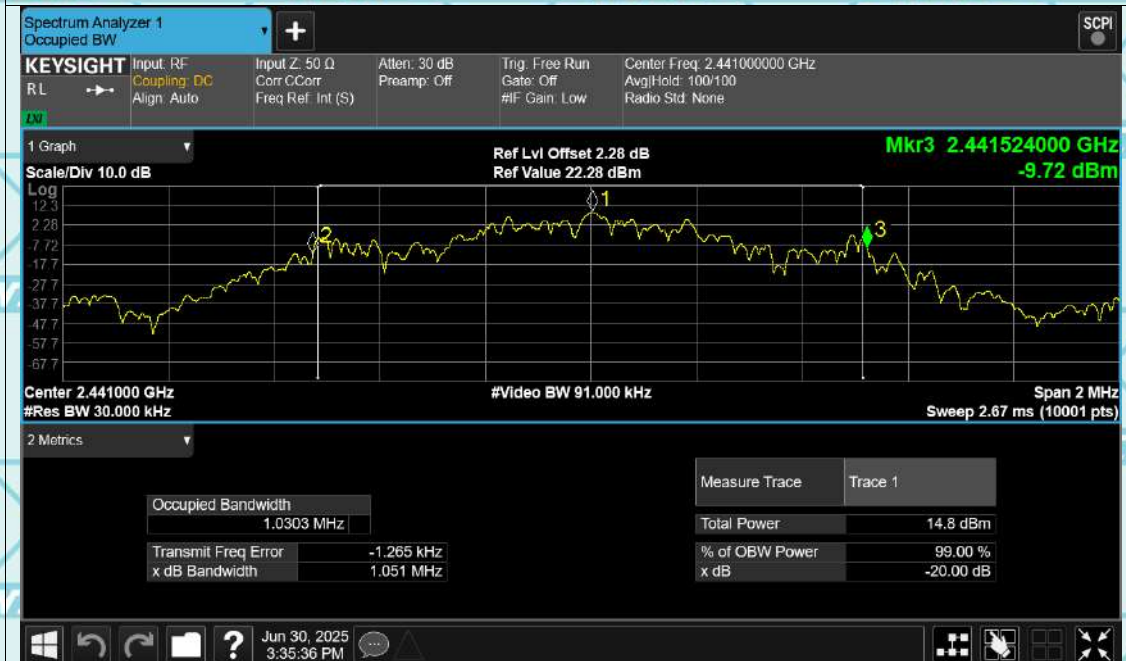 Spectrum Analyzer 1
Occupied BW
+
SCPI
KEYSIGHT
RL
LXI
Input: RF
Coupling: DC
Align: Auto
Input Z: 50 Ω
Corr CCorr
Freq Ref: Int (S)
Atten: 30 dB
Preamp: Off
Trig: Free Run
Gate: Off
#IF Gain: Low
Center Freq: 2.441000000 GHz
Avg|Hold: 100/100
Radio Std: None
1 Graph
Scale/Div 10.0 dB
Ref Lvl Offset 2.28 dB
Ref Value 22.28 dBm
Mkr3 2.441524000 GHz
-9.72 dBm
Log
12.3
2.28
-7.72
-17.7
-27.7
-37.7
-47.7
-57.7
-67.7
1
2
3
Center 2.441000 GHz
#Video BW 91.000 kHz
Span 2 MHz
#Res BW 30.000 kHz
Sweep 2.67 ms (10001 pts)
2 Metrics
Measure Trace Trace 1
Occupied Bandwidth
1.0303 MHz
Total Power 14.8 dBm
Transmit Freq Error -1.265 kHz
% of OBW Power 99.00 %
x dB Bandwidth 1.051 MHz
x dB -20.00 dB
?
Jun 30, 2025
3:35:36 PM